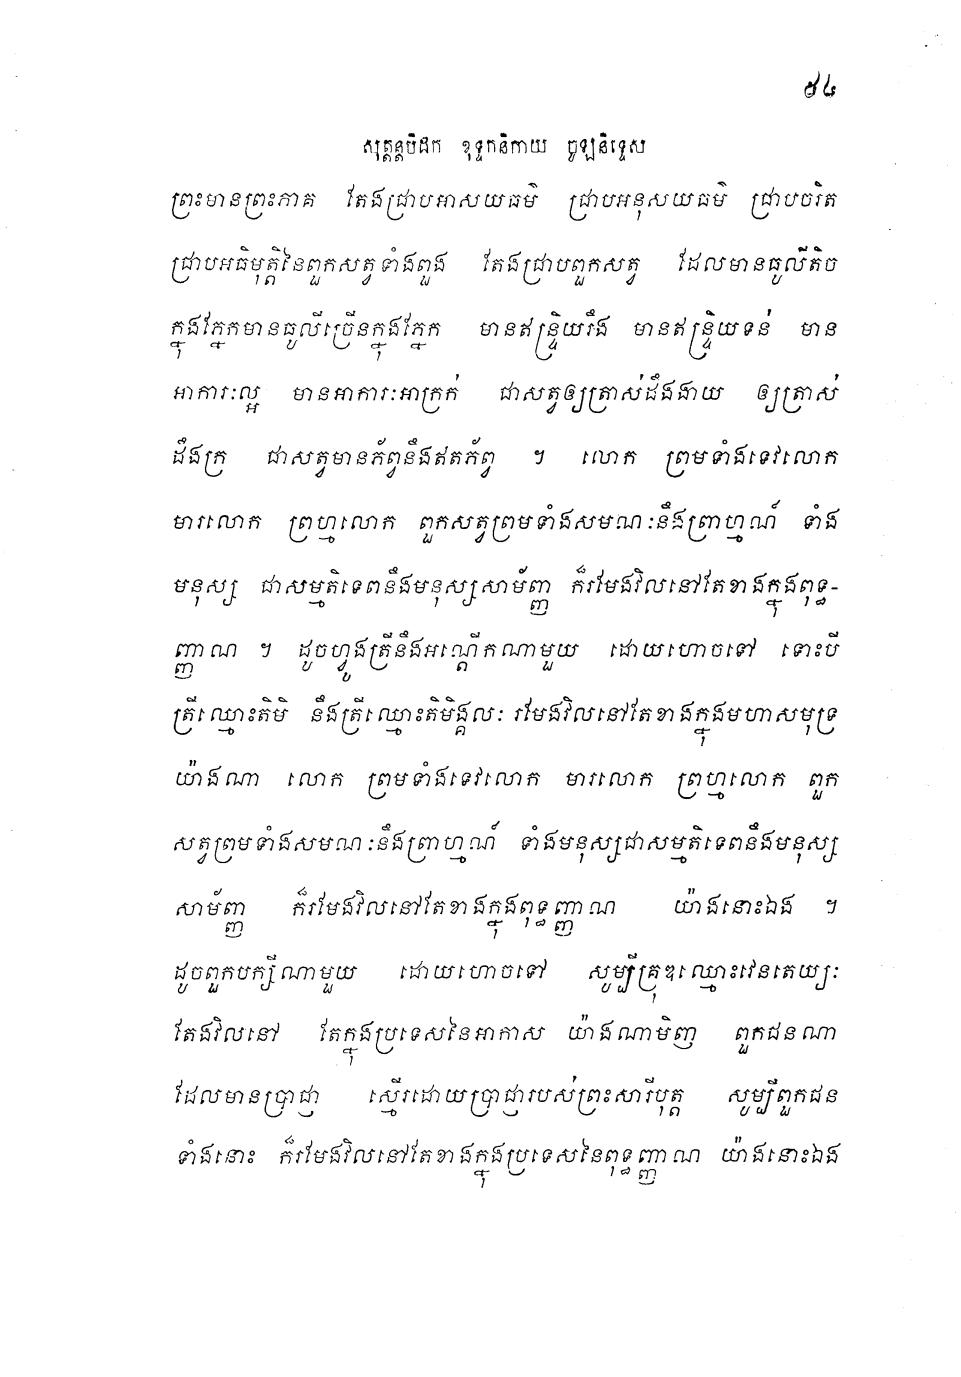 ៩៤
សុត្តន្តបិដក ខុទ្ទកនិកាយ ចូឡនិទ្ទេស
ព្រះមានព្រះភាគ តែងជ្រាបអាសយធម៌ ជ្រាបអនុសយធម៌ ជ្រាបចរិត
ជ្រាបអធិមុត្តិនៃពួកសត្វទាំងពួង តែងជ្រាបពួកសត្វ ដែលមានធូលីតិច
ក្នុងភ្នែកមានធូលីច្រើនក្នុងភ្នែក មានឥន្ទ្រិយរឹង មានឥន្ទ្រិយទន់ មាន
អាការៈល្អ មានអាការៈអាក្រក់ ជាសត្វឲ្យត្រាស់ដឹងងាយ ឲ្យត្រាស់
ដឹងក្រ ជាសត្វមានភ័ព្វនឹងឥតភ័ព្វ ។ លោក ព្រមទាំងទេវលោក
មារលោក ព្រហ្មលោក ពួកសត្វព្រមទាំងសមណៈនឹងព្រាហ្មណ៍ ទាំង
មនុស្ស ជាសម្មតិទេពនឹងមនុស្សសាម័ញ្ញ ក៏រមែងវិលនៅតែខាងក្នុងពុទ្ធ-
ញ្ញាណ ។ ដូចហ្វូងត្រីនឹងអណ្តើកណាមួយ ដោយហោចទៅ ទោះបី
ត្រីឈ្មោះតិមិ នឹងត្រីឈ្មោះតិមិង្គលៈ រមែងវិលនៅតែខាងក្នុងមហាសមុទ្រ
យ៉ាងណា លោក ព្រមទាំងទេវលោក មារលោក ព្រហ្មលោក ពួក
សត្វព្រមទាំងសមណៈនឹងព្រាហ្មណ៍ ទាំងមនុស្សជាសម្មតិទេពនឹងមនុស្ស
សាម័ញ្ញ ក៏រមែងវិលនៅតែខាងក្នុងពុទ្ធញ្ញាណ យ៉ាងនោះឯង ។
ដូចពួកបក្សីណាមួយ ដោយហោចទៅ សូម្បីគ្រុឌឈ្មោះវេនតេយ្យៈ
តែងវិលនៅ តែក្នុងប្រទេសនៃអាកាស យ៉ាងណាមិញ ពួកជនណា
ដែលមានប្រាជ្ញា ស្មើរដោយប្រាជ្ញារបស់ព្រះសារីបុត្ត សូម្បីពួកជន
ទាំងនោះ ក៏រមែងវិលនៅតែខាងក្នុងប្រទេសនៃពុទ្ធញ្ញាណ យ៉ាងនោះឯង